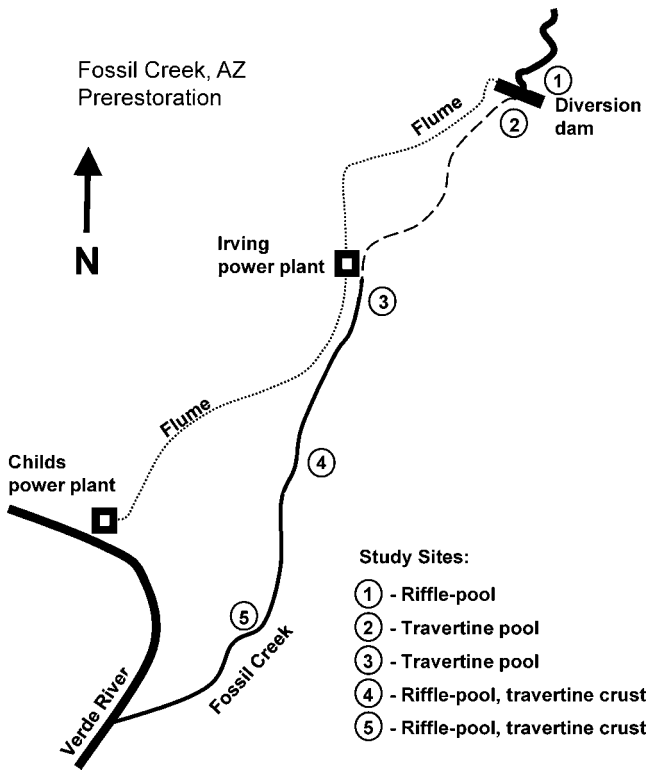 Fossil Creek, AZ
Prerestoration
N
1
Diversion
dam
2
Flume
Irving
power plant
3
Flume
4
Childs
power plant
5
Fossil Creek
Verde River
Study Sites:
1 - Riffle-pool
2 - Travertine pool
3 - Travertine pool
4 - Riffle-pool, travertine crust
5 - Riffle-pool, travertine crust